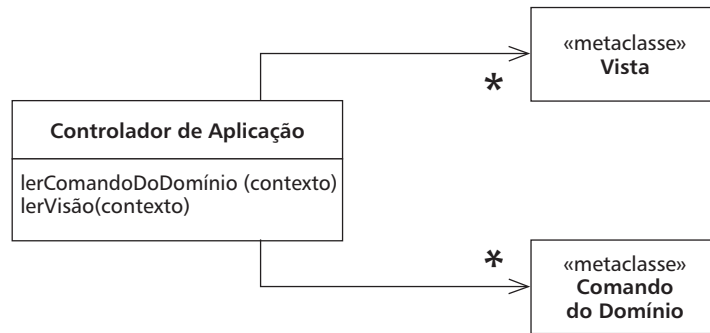 «metaclasse»
Vista
*
Controlador de Aplicação
lerComandoDoDomínio (contexto)
lerVisão(contexto)
*
«metaclasse»
Comando
do Domínio